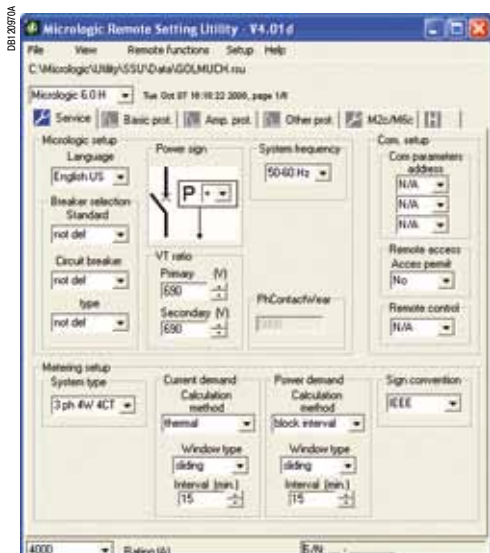 DB120970A
Micrologic Remote Setting Utility - V4.01d
File View Remote functions Setup Help
C:\Micrologic\Utility\SSU\Data\GOLMUCH.rsu
Micrologic 6.0 H Tue Oct 07 16:10:22 2008, page 1/8
Service Basic prot. Amp. prot. Other prot. M2c/M6c
Micrologic setup
Language
English US
Breaker selection
Standard
not def
Circuit breaker
not def
type
not def
Power sign
P +
VT ratio
Primary (V)
690
Secondary (V)
690
System frequency
50-60 Hz
PhContactWear
Com. setup
Com parameters
address
N/A
N/A
N/A
Remote access
Acces permit
No
Remote control
N/A
Metering setup
System type
3 ph 4W 4CT
Current demand
Calculation
method
thermal
Window type
sliding
Interval (min.)
15
Power demand
Calculation
method
block interval
Window type
sliding
Interval (min.)
15
Sign convention
IEEE
4000 Rating (A)